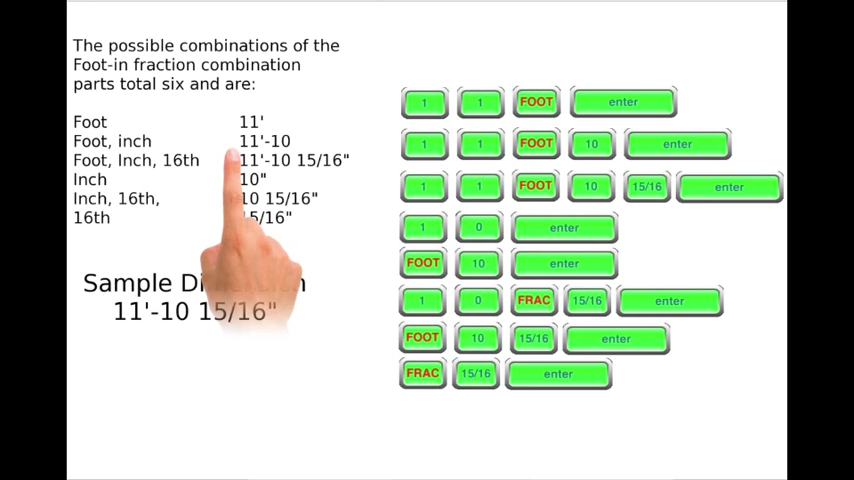 The possible combinations of the
Foot-in fraction combination
parts total six and are:
Foot 11'
Foot, inch 11'-10
Foot, Inch, 16th 11'-10 15/16"
Inch 10"
Inch, 16th, 10 15/16"
16th 15/16"
Sample Dimension
11'-10 15/16"
1 1 FOOT enter
1 1 FOOT 10 enter
1 1 FOOT 10 15/16 enter
1 0 enter
FOOT 10 enter
1 0 FRAC 15/16 enter
FOOT 10 15/16 enter
FRAC 15/16 enter